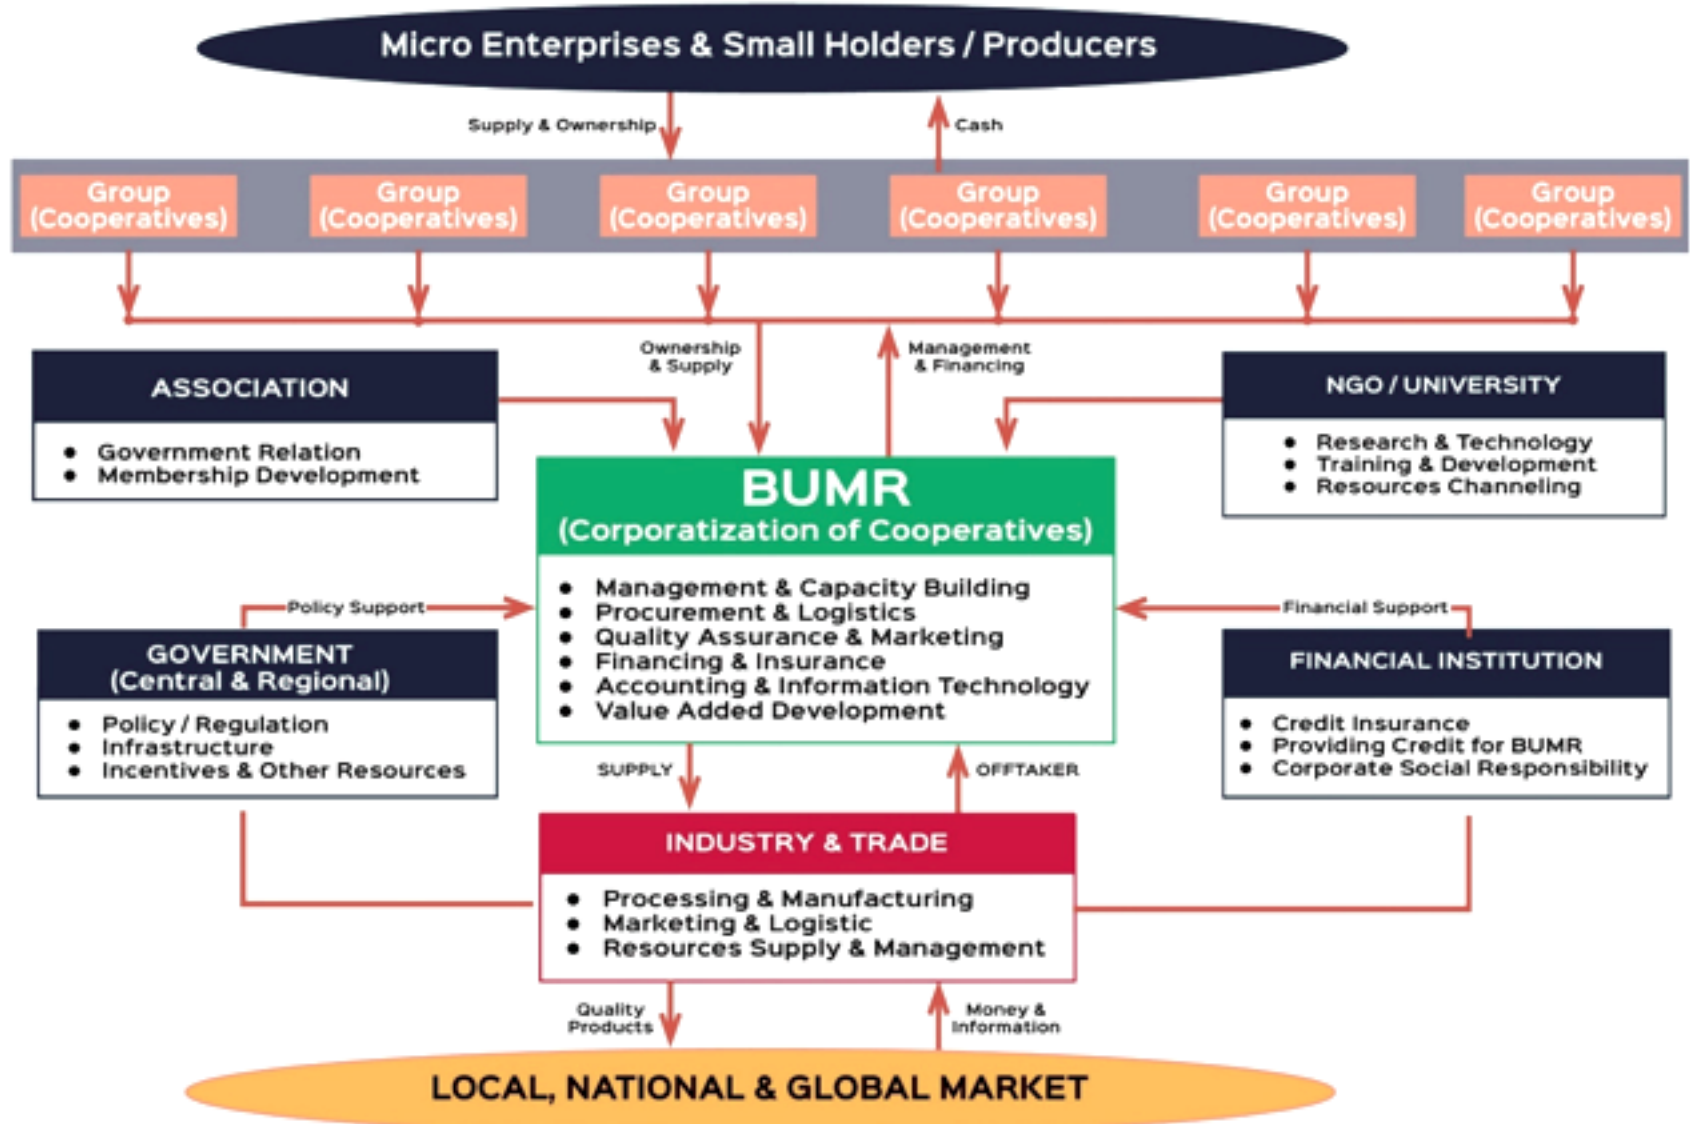 Micro Enterprises & Small Holders / Producers
Supply & Ownership
Cash
Group
(Cooperatives)
Group
(Cooperatives)
Group
(Cooperatives)
Group
(Cooperatives)
Group
(Cooperatives)
Group
(Cooperatives)
Ownership
& Supply
Management
& Financing
ASSOCIATION
● Government Relation
● Membership Development
NGO / UNIVERSITY
● Research & Technology
● Training & Development
● Resources Channeling
BUMR
(Corporatization of Cooperatives)
● Management & Capacity Building
● Procurement & Logistics
● Quality Assurance & Marketing
● Financing & Insurance
● Accounting & Information Technology
● Value Added Development
Policy Support
GOVERNMENT
(Central & Regional)
● Policy / Regulation
● Infrastructure
● Incentives & Other Resources
Financial Support
FINANCIAL INSTITUTION
● Credit Insurance
● Providing Credit for BUMR
● Corporate Social Responsibility
SUPPLY
OFFTAKER
INDUSTRY & TRADE
● Processing & Manufacturing
● Marketing & Logistic
● Resources Supply & Management
Quality
Products
Money &
Information
LOCAL, NATIONAL & GLOBAL MARKET